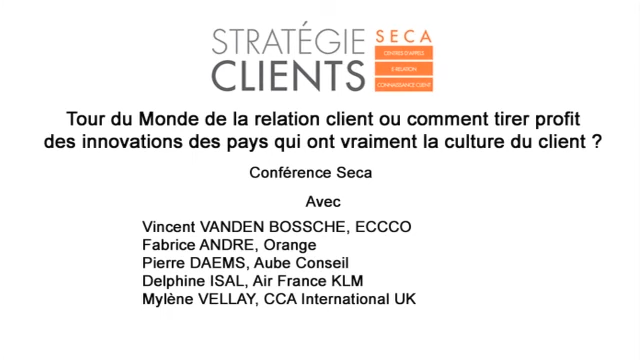 STRATÉGIE
CLIENTS
SECA
CENTRES D'APPELS
E-RELATION
CONNAISSANCE CLIENT
Tour du Monde de la relation client ou comment tirer profit
des innovations des pays qui ont vraiment la culture du client ?
Conférence Seca
Avec
Vincent VANDEN BOSSCHE, ECCCO
Fabrice ANDRE, Orange
Pierre DAEMS, Aube Conseil
Delphine ISAL, Air France KLM
Mylène VELLAY, CCA International UK